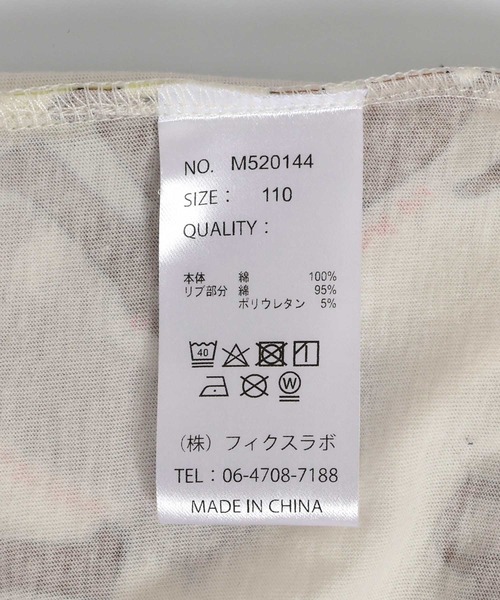 NO. M520144
SIZE： 110
QUALITY：
本体 綿 100%
リブ部分 綿 95%
ポリウレタン 5%
40
W
（株）フィクスラボ
TEL：06-4708-7188
MADE IN CHINA